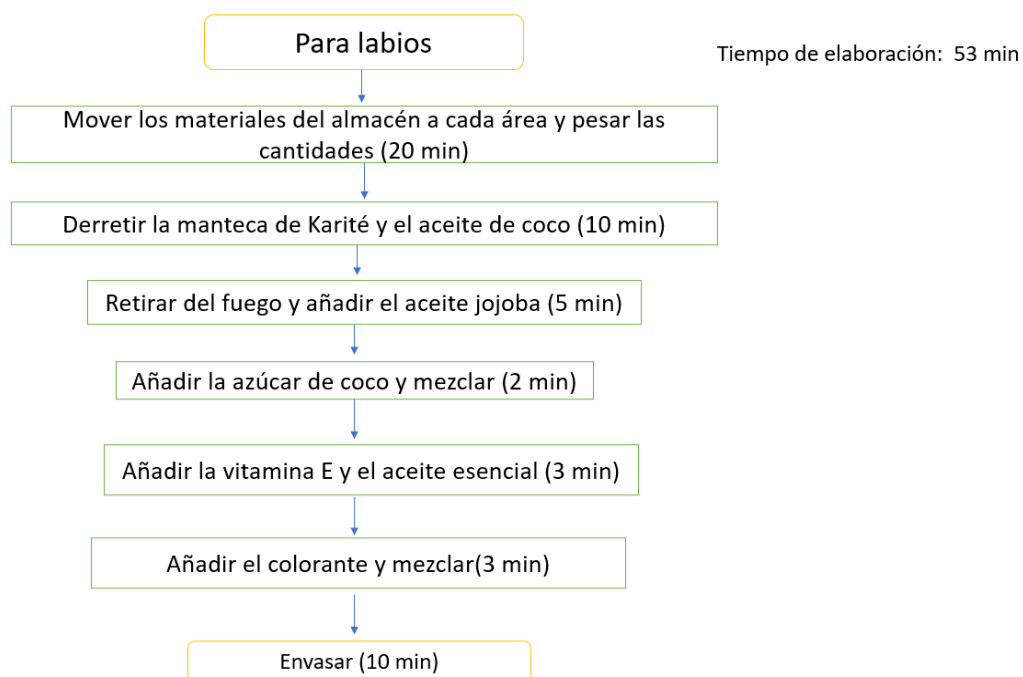 Para labios
Tiempo de elaboración: 53 min
Mover los materiales del almacén a cada área y pesar las
cantidades (20 min)
Derretir la manteca de Karité y el aceite de coco (10 min)
Retirar del fuego y añadir el aceite jojoba (5 min)
Añadir la azúcar de coco y mezclar (2 min)
Añadir la vitamina E y el aceite esencial (3 min)
Añadir el colorante y mezclar(3 min)
Envasar (10 min)